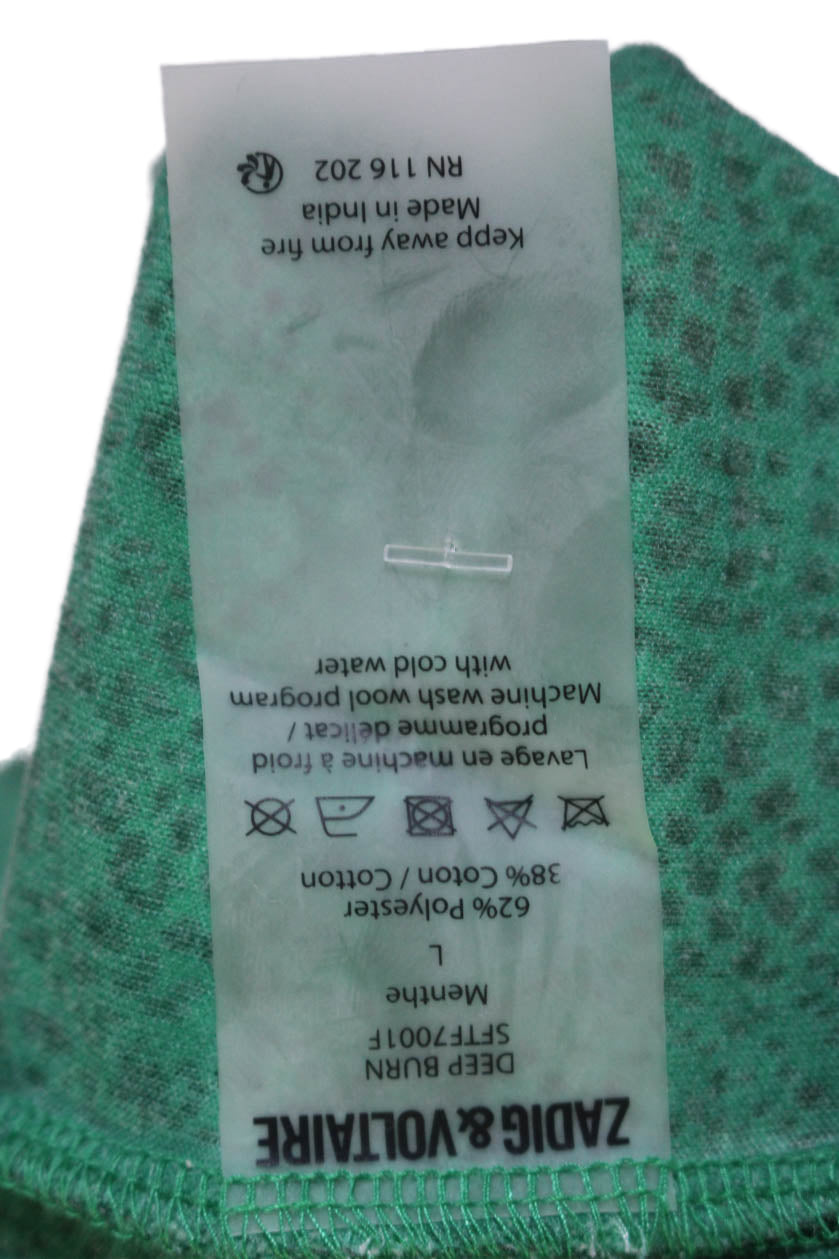 ZADIG&VOLTAIRE
DEEP BURN
SFTF7001F
Menthe
L
62% Polyester
38% Coton / Cotton
Lavage en machine à froid
programme délicat /
Machine wash wool program
with cold water
Kepp away from fire
Made in India
RN 116 202